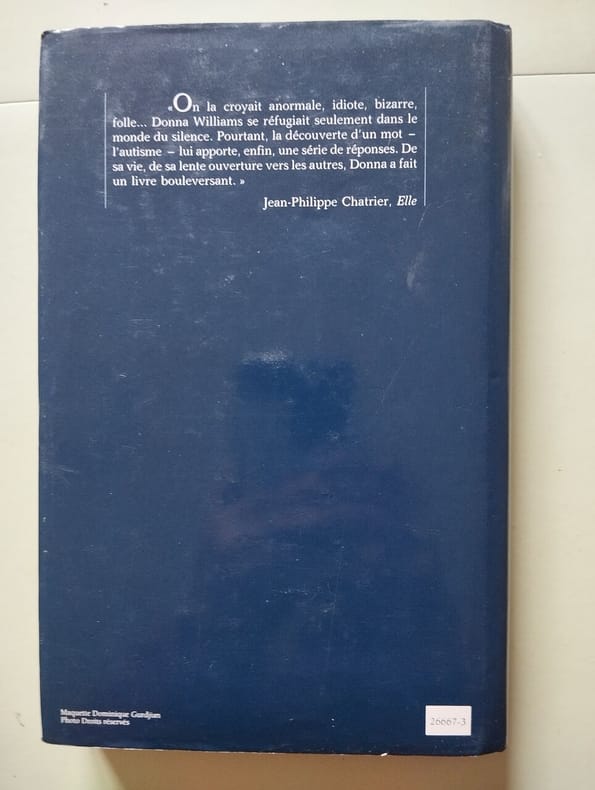 «On la croyait anormale, idiote, bizarre,
folle... Donna Williams se réfugiait seulement dans le
monde du silence. Pourtant, la découverte d'un mot –
l'autisme – lui apporte, enfin, une série de réponses. De
sa vie, de sa lente ouverture vers les autres, Donna a fait
un livre bouleversant. »
Jean-Philippe Chatrier, Elle
Maquette Dominique Gurdjian
Photo Droits réservés
26667-3